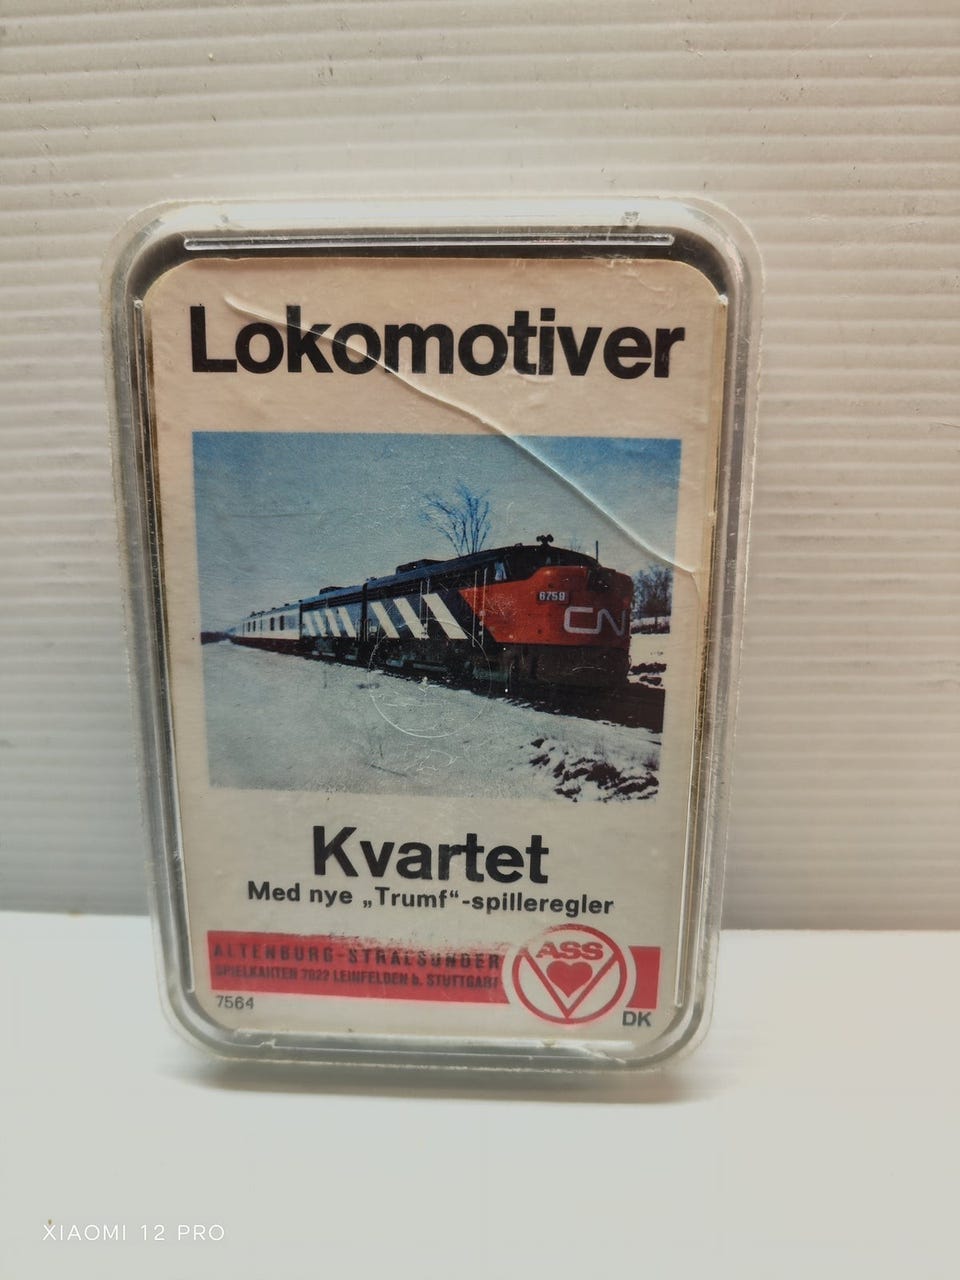 Lokomotiver
6759
CN
Kvartet
Med nye „Trumf“-spilleregler
ALTENBURG-STRALSUNDER
SPIELKARTEN 7022 LEINFELDEN b. STUTTGART
ASS
7564
DK
XIAOMI 12 PRO